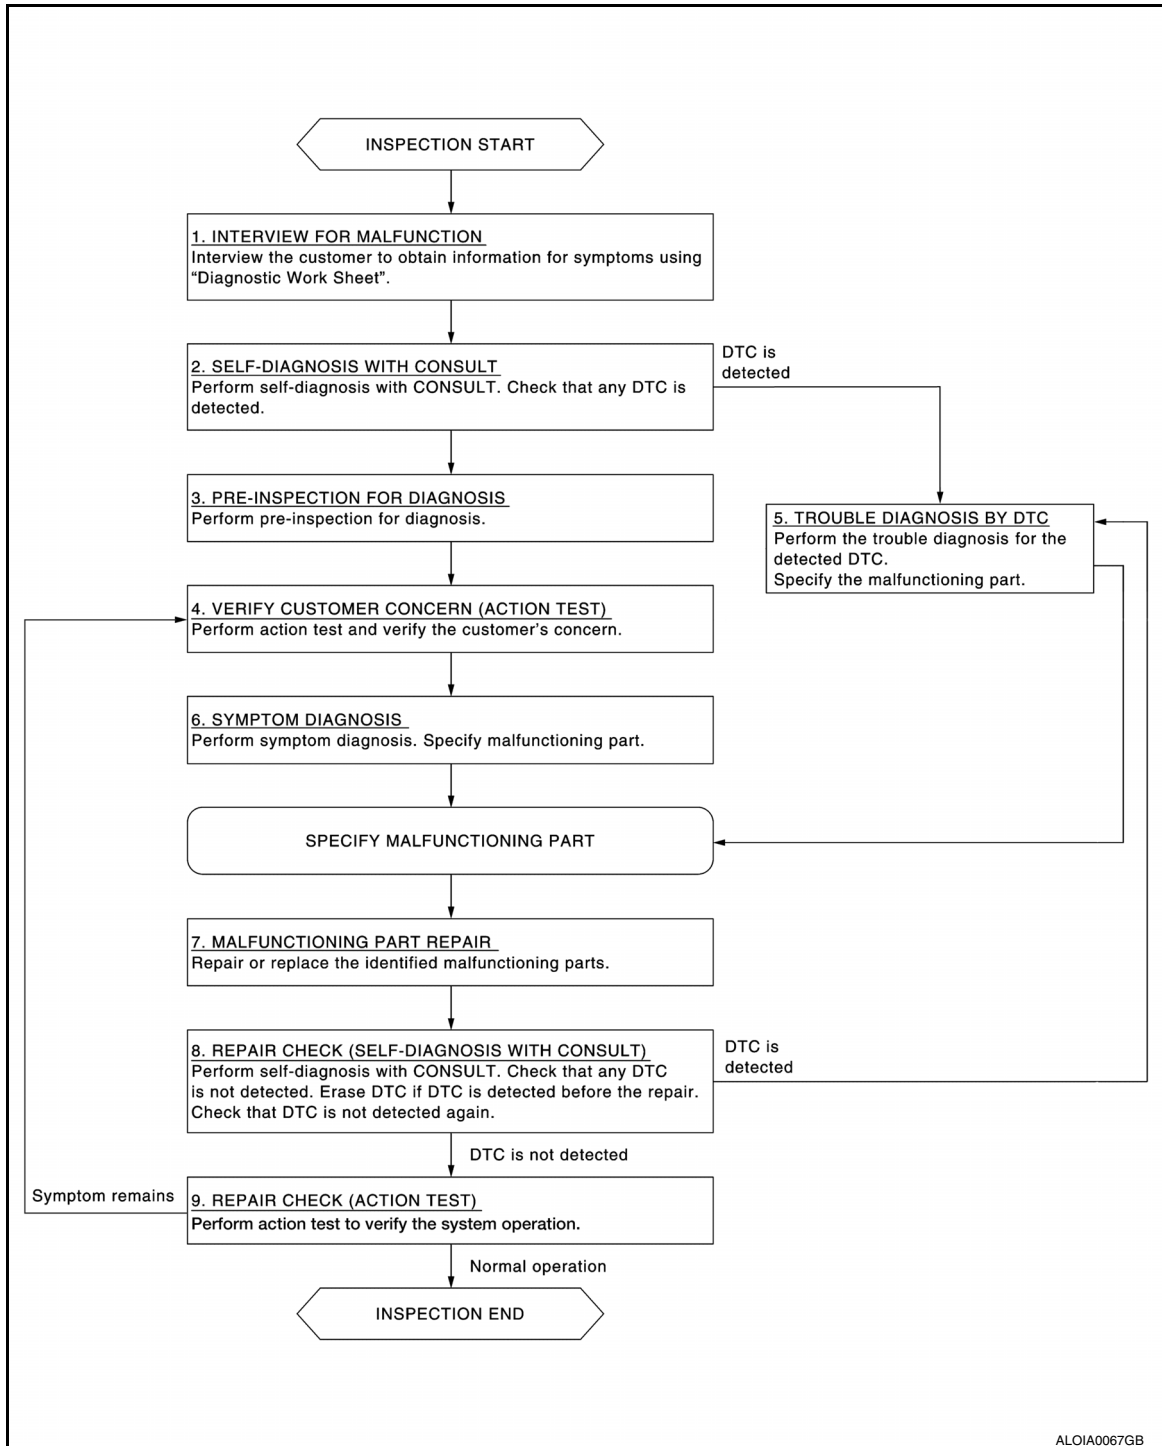 INSPECTION START
1. INTERVIEW FOR MALFUNCTION
Interview the customer to obtain information for symptoms using
“Diagnostic Work Sheet”.
2. SELF-DIAGNOSIS WITH CONSULT
Perform self-diagnosis with CONSULT. Check that any DTC is
detected.
DTC is
detected
3. PRE-INSPECTION FOR DIAGNOSIS
Perform pre-inspection for diagnosis.
5. TROUBLE DIAGNOSIS BY DTC
Perform the trouble diagnosis for the
detected DTC.
Specify the malfunctioning part.
4. VERIFY CUSTOMER CONCERN (ACTION TEST)
Perform action test and verify the customer’s concern.
6. SYMPTOM DIAGNOSIS
Perform symptom diagnosis. Specify malfunctioning part.
SPECIFY MALFUNCTIONING PART
7. MALFUNCTIONING PART REPAIR
Repair or replace the identified malfunctioning parts.
8. REPAIR CHECK (SELF-DIAGNOSIS WITH CONSULT)
Perform self-diagnosis with CONSULT. Check that any DTC
is not detected. Erase DTC if DTC is detected before the repair.
Check that DTC is not detected again.
DTC is
detected
DTC is not detected
Symptom remains
9. REPAIR CHECK (ACTION TEST)
Perform action test to verify the system operation.
Normal operation
INSPECTION END
ALOIA0067GB